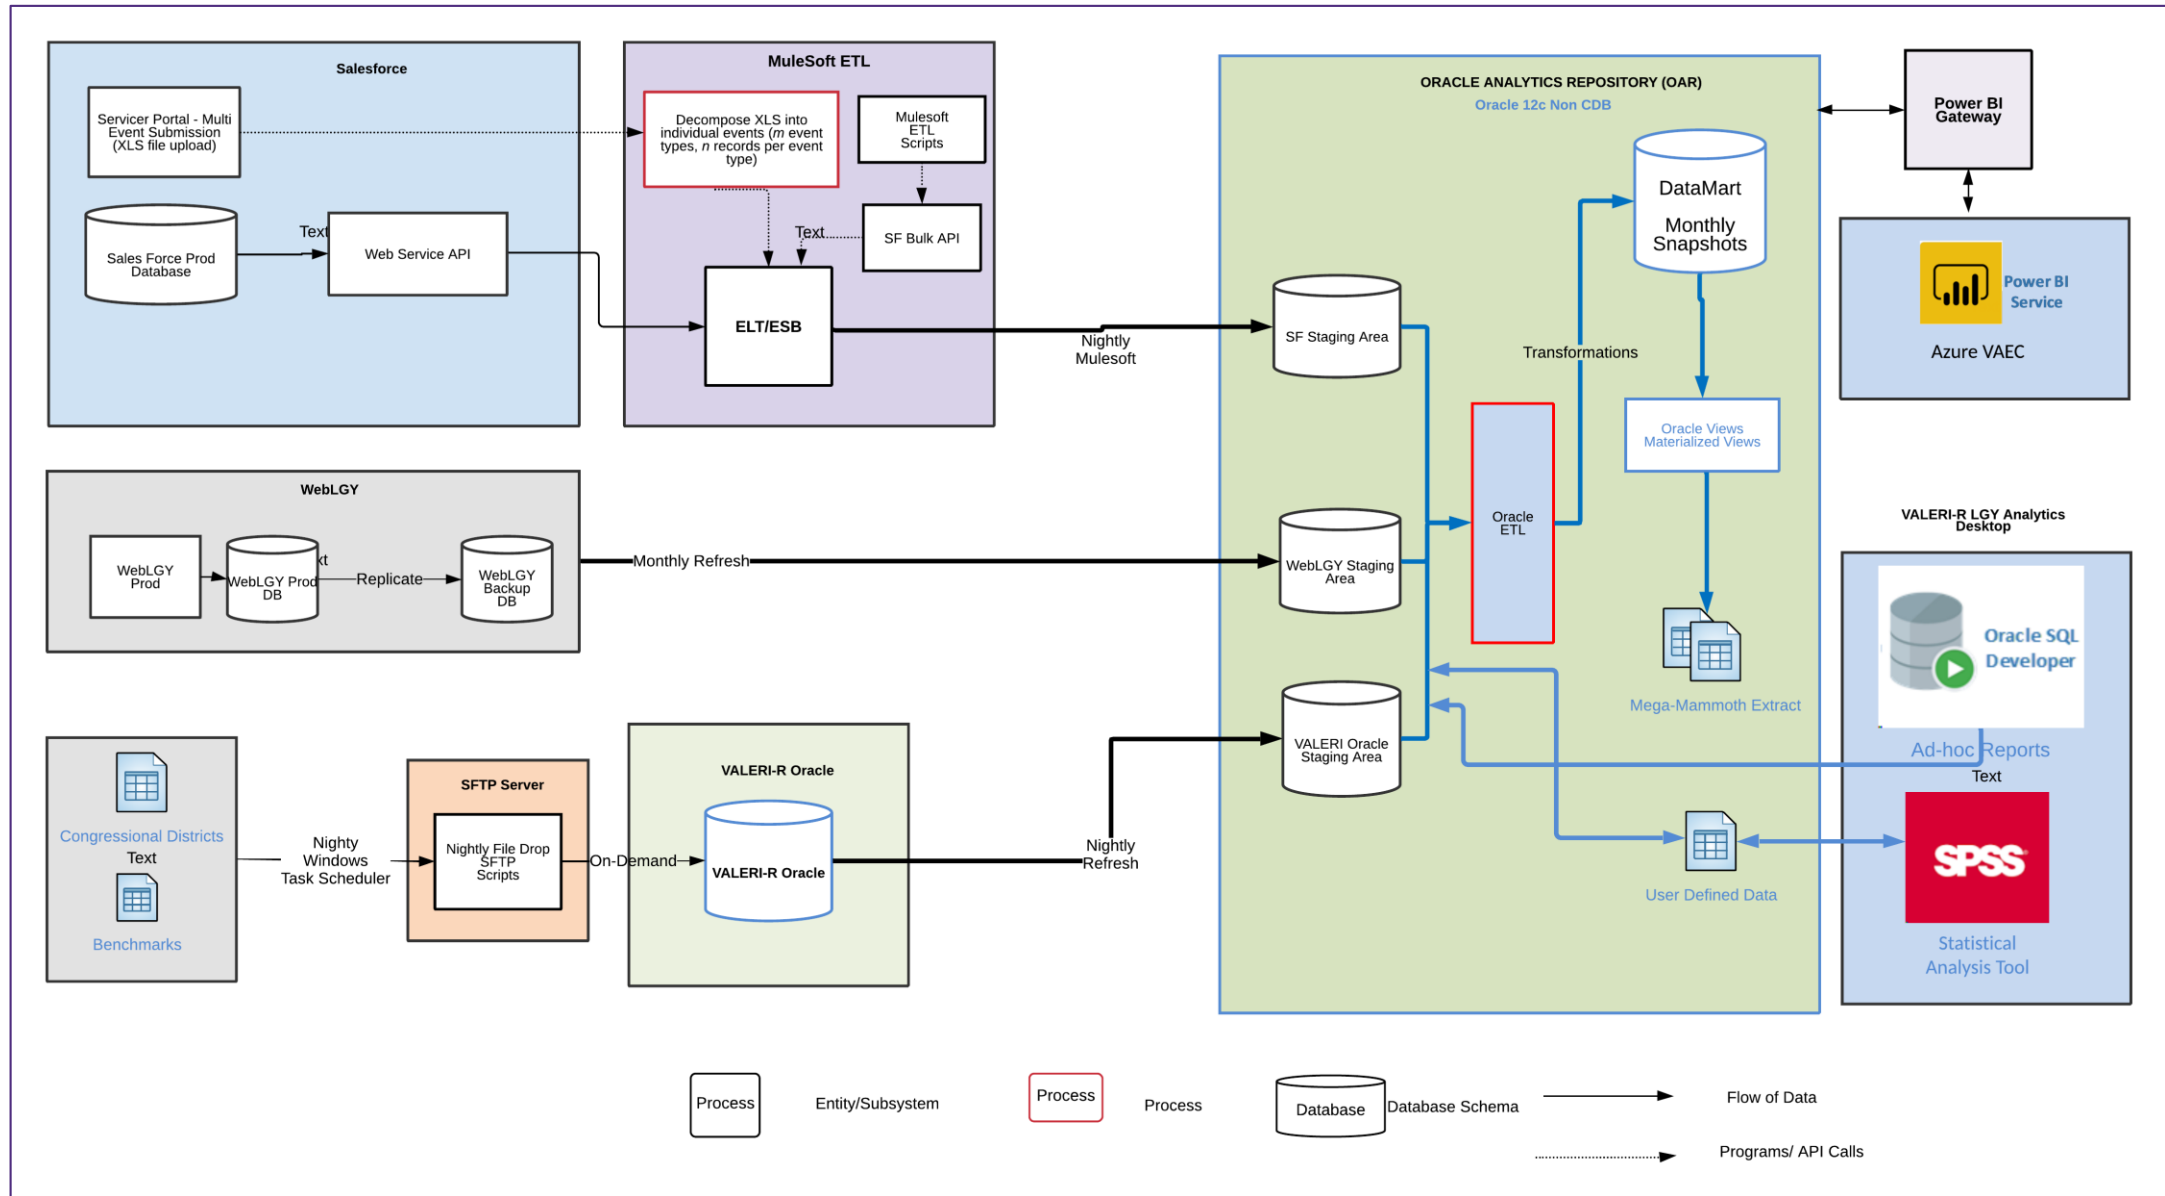 Salesforce
Servicer Portal - Multi
Event Submission
(XLS file upload)
Sales Force Prod
Database
Text
Web Service API
MuleSoft ETL
Decompose XLS into
individual events (m event
types, n records per event
type)
Mulesoft
ETL
Scripts
Text
SF Bulk API
ELT/ESB
Nightly
Mulesoft
ORACLE ANALYTICS REPOSITORY (OAR)
Oracle 12c Non CDB
DataMart
Monthly
Snapshots
SF Staging Area
Transformations
Oracle Views
Materialized Views
Oracle
ETL
WebLGY Staging
Area
Mega-Mammoth Extract
VALERI Oracle
Staging Area
User Defined Data
Power BI
Gateway
Power BI
Service
Azure VAEC
WebLGY
WebLGY
Prod
WebLGY Prod
DB
xt
Replicate
WebLGY
Backup
DB
Monthly Refresh
VALERI-R LGY Analytics
Desktop
Oracle SQL
Developer
Ad-hoc Reports
Text
SPSS
Statistical
Analysis Tool
Congressional Districts
Text
Benchmarks
Nighty
Windows
Task Scheduler
SFTP Server
Nightly File Drop
SFTP
Scripts
On-Demand
VALERI-R Oracle
VALERI-R Oracle
Nightly
Refresh
Process
Entity/Subsystem
Process
Process
Database
Database Schema
Flow of Data
Programs/ API Calls